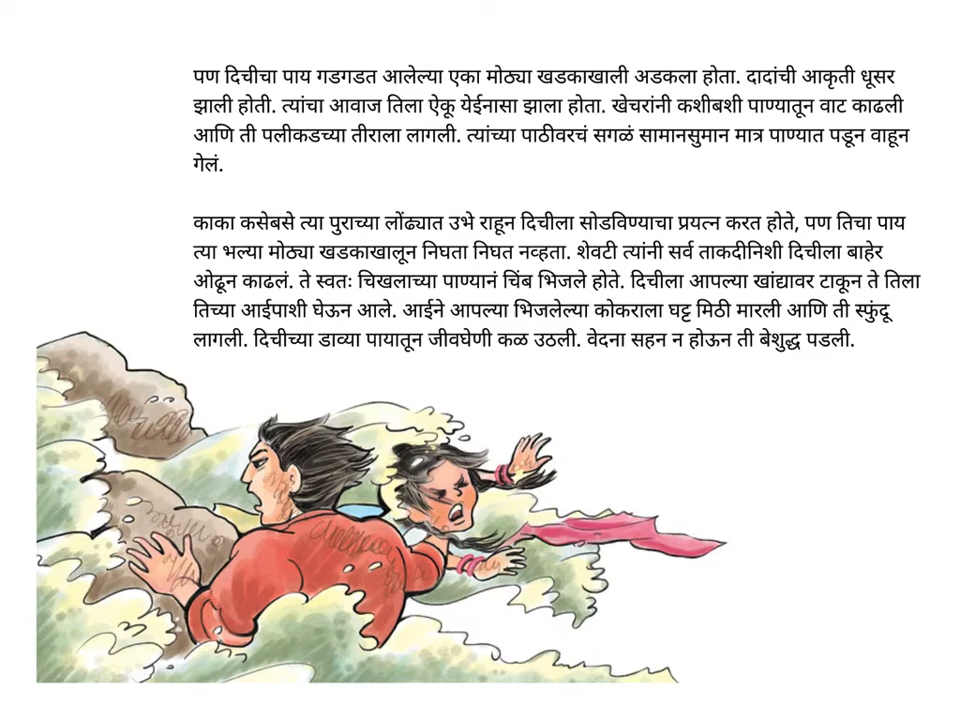 पण दिचीचा पाय गडगडत आलेल्या एका मोठ्या खडकाखाली अडकला होता. दादांची आकृती धूसर
झाली होती. त्यांचा आवाज तिला ऐकू येईनासा झाला होता. खेचरांनी कशीबशी पाण्यातून वाट काढली
आणि ती पलीकडच्या तीराला लागली. त्यांच्या पाठीवरचं सगळं सामानसुमान मात्र पाण्यात पडून वाहून
गेलं.
काका कसेबसे त्या पुराच्या लोंढ्यात उभे राहून दिचीला सोडविण्याचा प्रयत्न करत होते, पण तिचा पाय
त्या भल्या मोठ्या खडकाखालून निघता निघत नव्हता. शेवटी त्यांनी सर्व ताकदीनिशी दिचीला बाहेर
ओढून काढलं. ते स्वतः चिखलाच्या पाण्यानं चिंब भिजले होते. दिचीला आपल्या खांद्यावर टाकून ते तिला
तिच्या आईपाशी घेऊन आले. आईने आपल्या भिजलेल्या कोकराला घट्ट मिठी मारली आणि ती स्फुंदू
लागली. दिचीच्या डाव्या पायातून जीवघेणी कळ उठली. वेदना सहन न होऊन ती बेशुद्ध पडली.